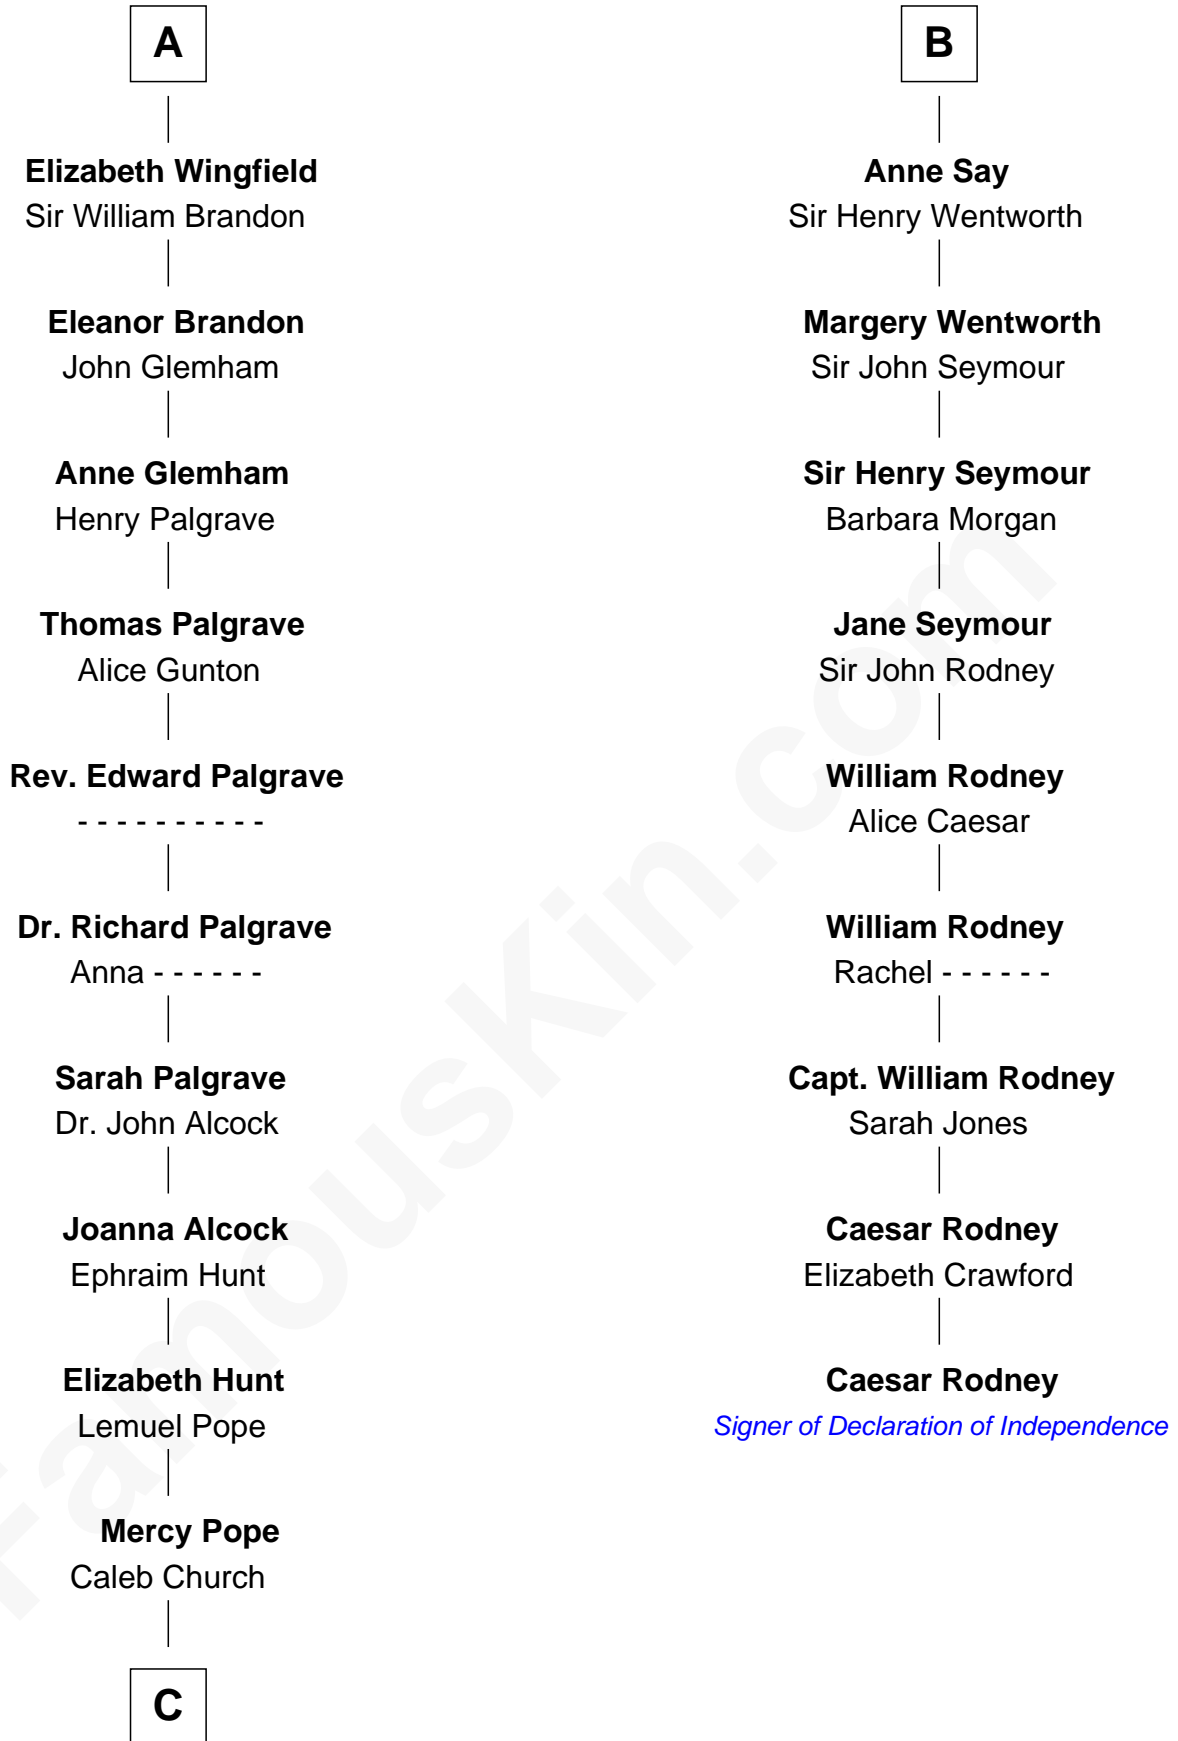 A
Elizabeth Wingfield
Sir William Brandon
Eleanor Brandon
John Glemham
Anne Glemham
Henry Palgrave
Thomas Palgrave
Alice Gunton
Rev. Edward Palgrave
- - - - - - - - - -
Dr. Richard Palgrave
Anna - - - - - -
Sarah Palgrave
Dr. John Alcock
Joanna Alcock
Ephraim Hunt
Elizabeth Hunt
Lemuel Pope
Mercy Pope
Caleb Church
C
B
Anne Say
Sir Henry Wentworth
Margery Wentworth
Sir John Seymour
Sir Henry Seymour
Barbara Morgan
Jane Seymour
Sir John Rodney
William Rodney
Alice Caesar
William Rodney
Rachel - - - - - -
Capt. William Rodney
Sarah Jones
Caesar Rodney
Elizabeth Crawford
Caesar Rodney
Signer of Declaration of Independence
FamousKin.com